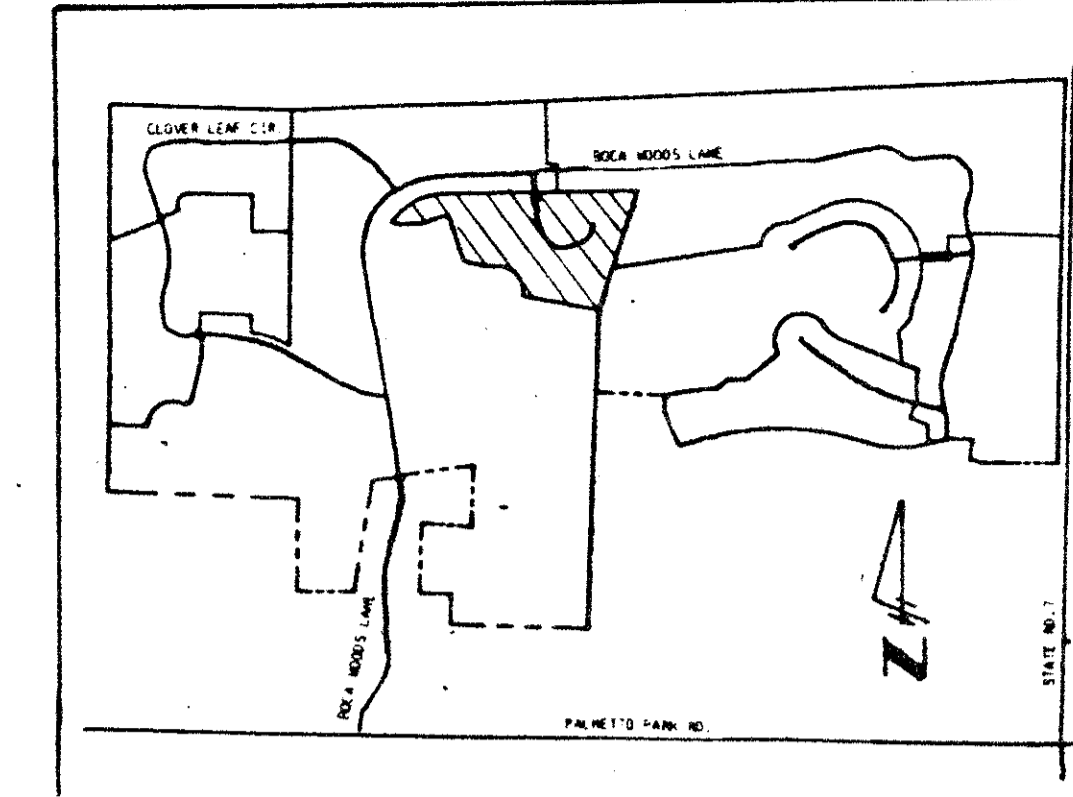 CLOVER LEAF CIR.
BOCA WOODS LANE
BOCA WOODS LANE
STATE RD. 7
PALMETTO PARK RD.
N